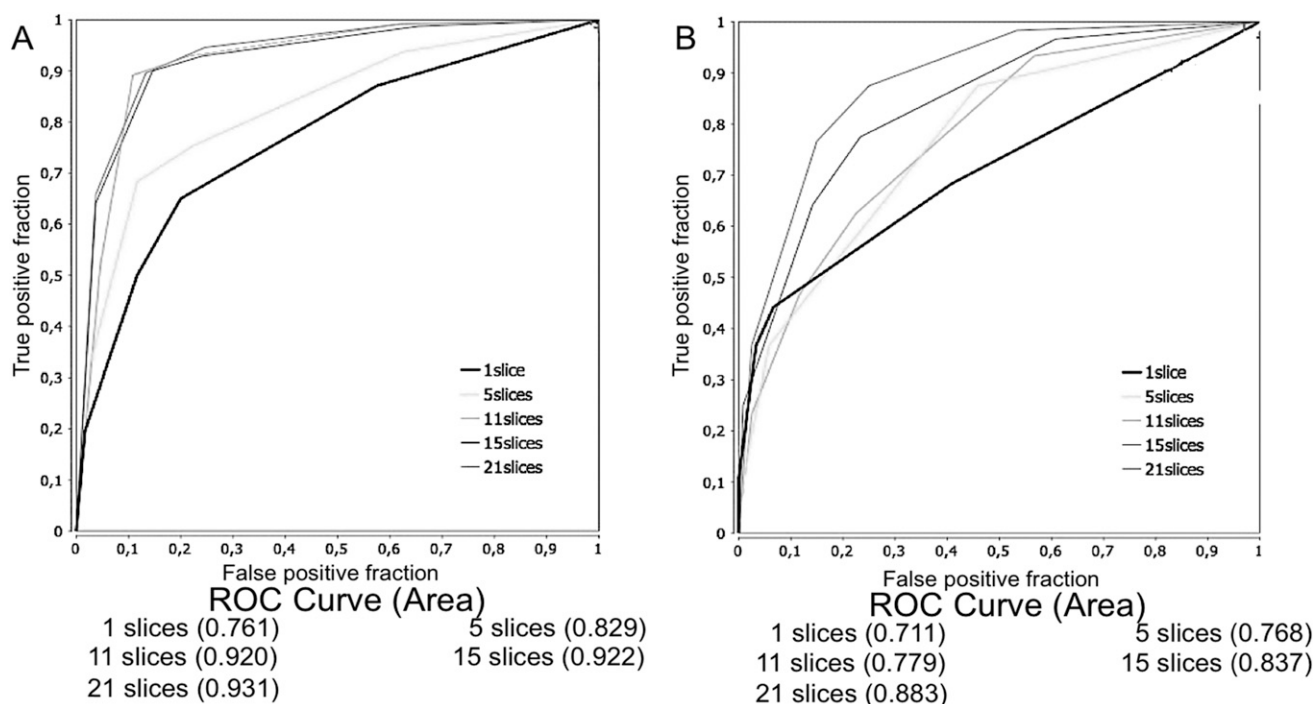 A
1
0,9
0,8
0,7
0,6
0,5
0,4
0,3
0,2
0,1
0
True positive fraction
1slice
5slices
11slices
15slices
21slices
0 0,1 0,2 0,3 0,4 0,5 0,6 0,7 0,8 0,9 1
False positive fraction
ROC Curve (Area)
1 slices (0.761) 5 slices (0.829)
11 slices (0.920) 15 slices (0.922)
21 slices (0.931)
B
1
0,9
0,8
0,7
0,6
0,5
0,4
0,3
0,2
0,1
0
True positive fraction
1slice
5slices
11slices
15slices
21slices
0 0,1 0,2 0,3 0,4 0,5 0,6 0,7 0,8 0,9 1
False positive fraction
ROC Curve (Area)
1 slices (0.711) 5 slices (0.768)
11 slices (0.779) 15 slices (0.837)
21 slices (0.883)